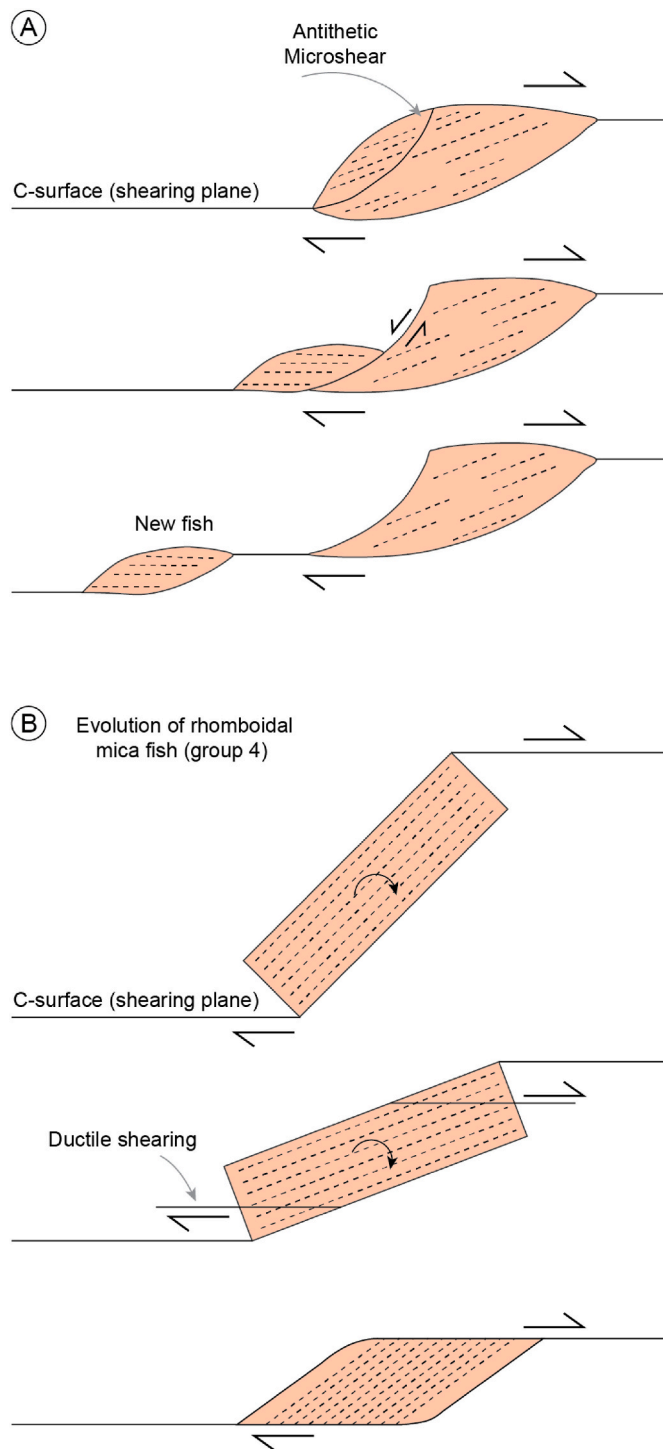 A
Antithetic
Microshear
C-surface (shearing plane)
New fish
B
Evolution of rhomboidal
mica fish (group 4)
C-surface (shearing plane)
Ductile shearing